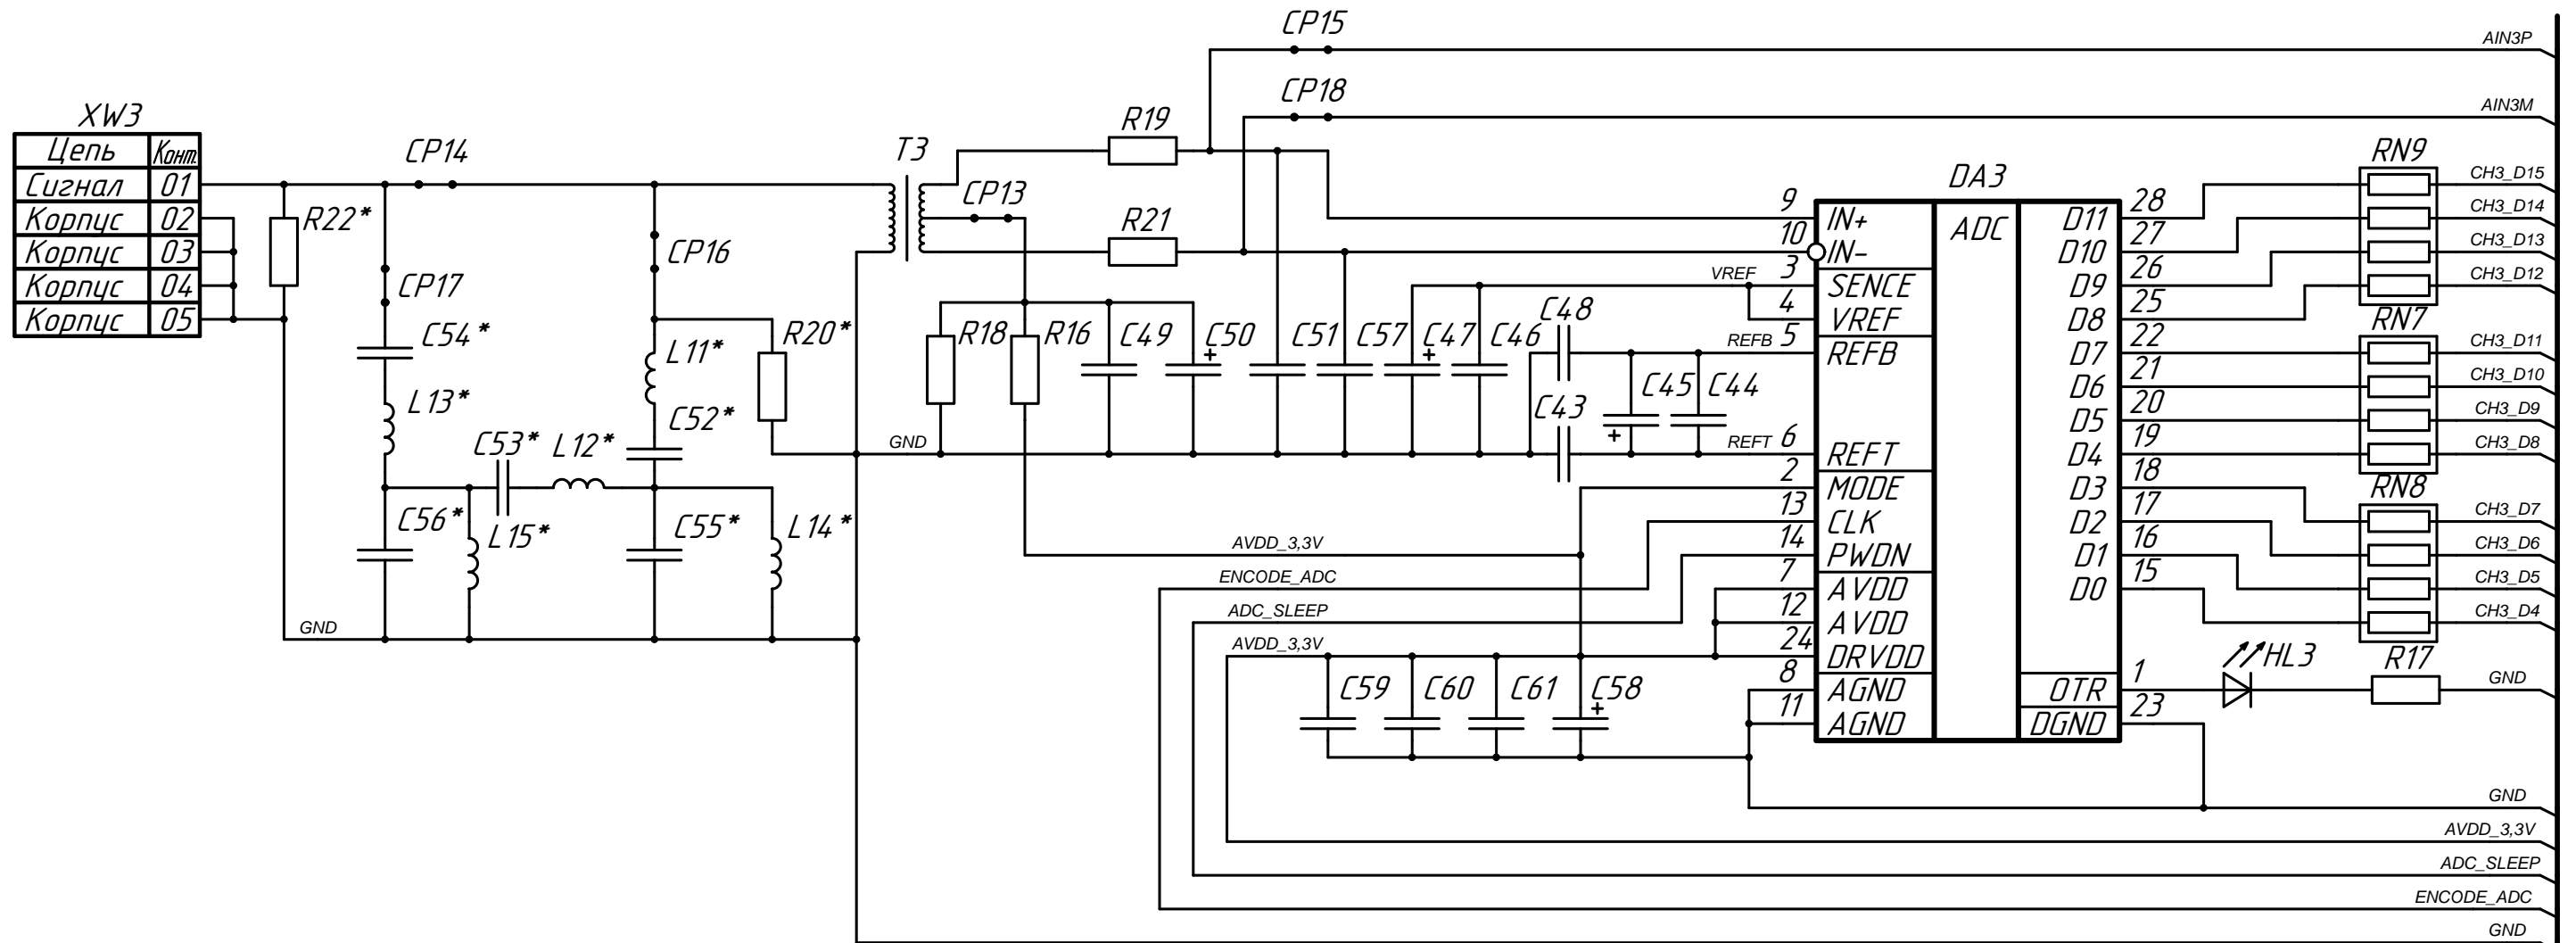 CP15
AIN3P
CP18
AIN3M
XW3
Цепь Конт.
Сигнал 01
Корпус 02
Корпус 03
Корпус 04
Корпус 05
R22*
CP14
CP17
C54*
L13*
C53*
L12*
C56*
L15*
CP16
L11*
C52*
R20*
C55*
L14*
GND
T3
CP13
R19
R21
R18
R16
C49
C50
+
C51
C57
C47
+
C46
C48
C43
C45
+
C44
VREF
REFB
REFT
GND
AVDD_3,3V
ENCODE_ADC
ADC_SLEEP
AVDD_3,3V
C59
C60
C61
C58
+
DA3
ADC
9 IN+
10 IN-
3 SENCE
4 VREF
5 REFB
6 REFT
2 MODE
13 CLK
14 PWDN
7 AVDD
12 AVDD
24 DRVDD
8 AGND
11 AGND
D11 28
D10 27
D9 26
D8 25
D7 22
D6 21
D5 20
D4 19
D3 18
D2 17
D1 16
D0 15
OTR 1
DGND 23
RN9
CH3_D15
CH3_D14
CH3_D13
CH3_D12
RN7
CH3_D11
CH3_D10
CH3_D9
CH3_D8
RN8
CH3_D7
CH3_D6
CH3_D5
CH3_D4
HL3
R17
GND
GND
AVDD_3,3V
ADC_SLEEP
ENCODE_ADC
GND